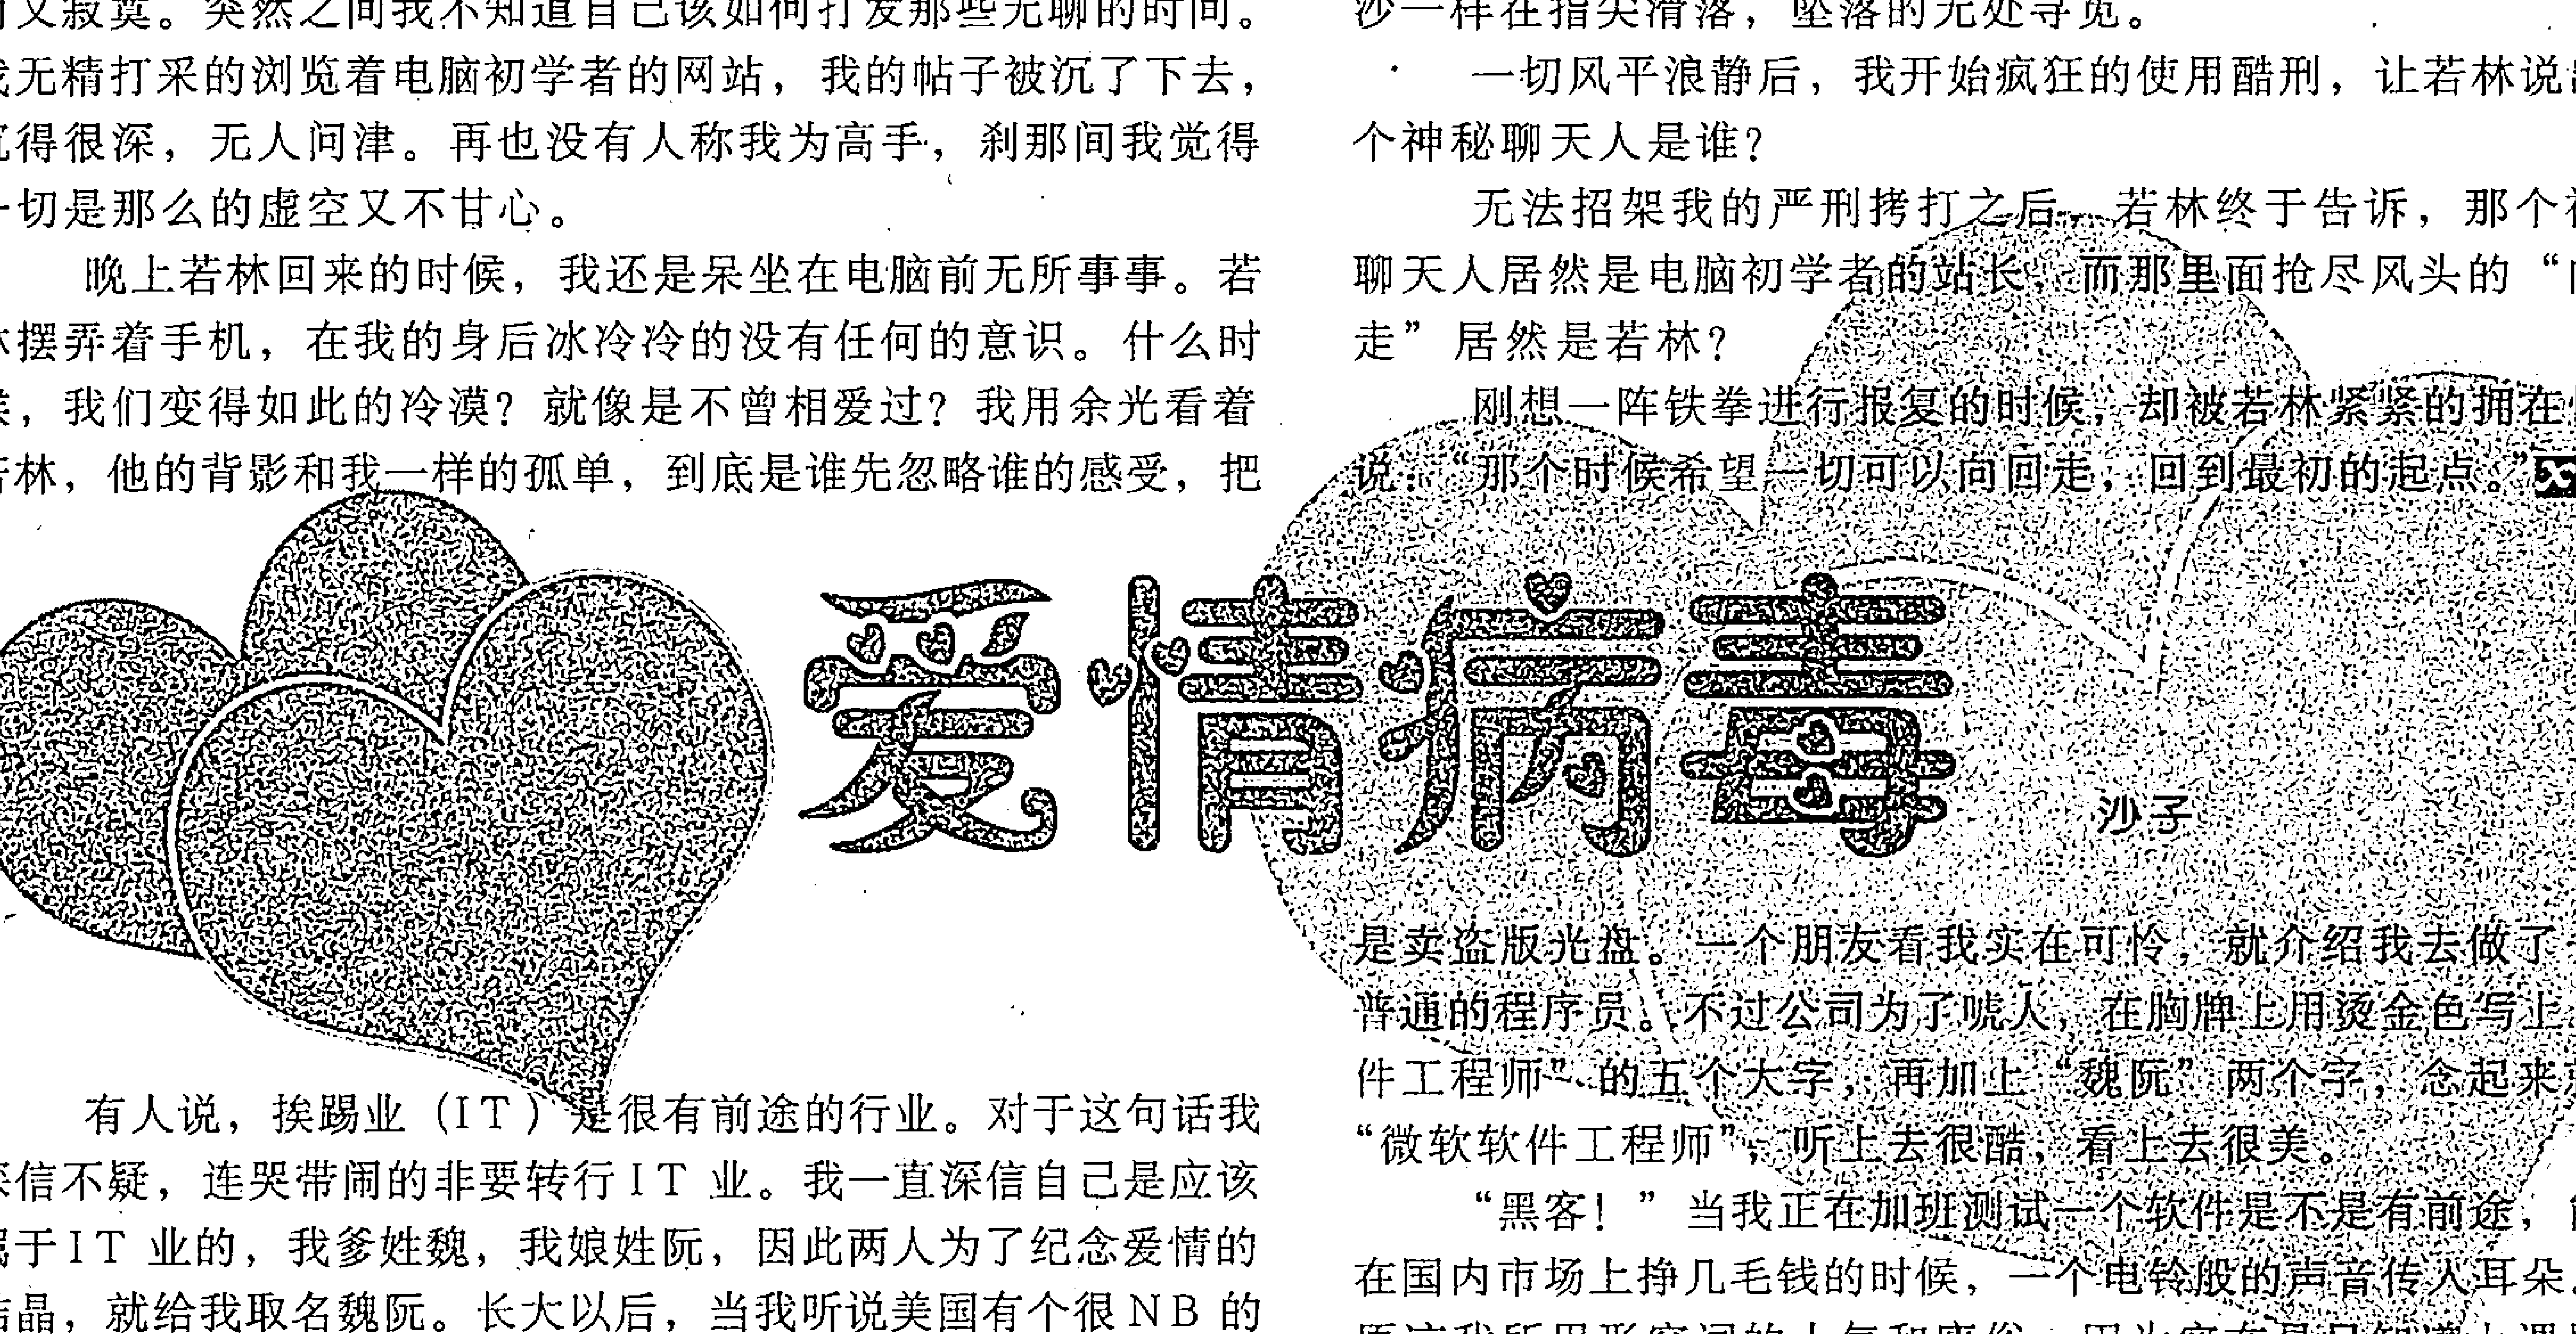 又寂寞。突然之间我不知道自己该如何打发那些无聊的时间。
我无精打采的浏览着电脑初学者的网站，我的帖子被沉了下去，
沉得很深，无人问津。再也没有人称我为高手，刹那间我觉得
一切是那么的虚空又不甘心。
晚上若林回来的时候，我还是呆坐在电脑前无所事事。若
林摆弄着手机，在我的身后冰冷冷的没有任何的意识。什么时
候，我们变得如此的冷漠？就像是不曾相爱过？我用余光看着
若林，他的背影和我一样的孤单，到底是谁先忽略谁的感受，把
沙一样在指尖滑落，坠落的无处寻觅。
一切风平浪静后，我开始疯狂的使用酷刑，让若林说
个神秘聊天人是谁？
无法招架我的严刑拷打之后，若林终于告诉，那个
聊天人居然是电脑初学者的站长，而那里面抢尽风头的“
走”居然是若林？
刚想一阵铁拳进行报复的时候，却被若林紧紧的拥在
说：“那个时候希望一切可以向回走，回到最初的起点。”
爱情病毒
沙子
有人说，挨踢业（IT）是很有前途的行业。对于这句话我
深信不疑，连哭带闹的非要转行IT 业。我一直深信自己是应该
属于IT 业的，我爹姓魏，我娘姓阮，因此两人为了纪念爱情的
结晶，就给我取名魏阮。长大以后，当我听说美国有个很NB 的
是卖盗版光盘。一个朋友看我实在可怜，就介绍我去做了
普通的程序员。不过公司为了唬人，在胸牌上用烫金色写上
件工程师”的五个大字，再加上“魏阮”两个字，念起来
“微软软件工程师”，听上去很酷，看上去很美。
“黑客！”当我正在加班测试一个软件是不是有前途，
在国内市场上挣几毛钱的时候，一个电铃般的声音传入耳朵。